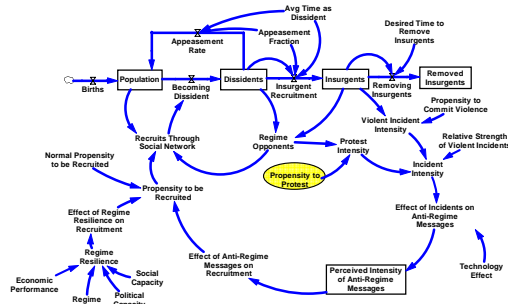 Avg Time as
Dissident
Appeasement
Rate
Appeasement
Fraction
Desired Time to
Remove
Insurgents
Births
Population
Becoming
Dissident
Dissidents
Insurgent
Recruitment
Insurgents
Removing
Insurgents
Removed
Insurgents
Recruits Through
Social Network
Regime
Opponents
Protest
Intensity
Violent Incident
Intensity
Propensity to
Commit Violence
Relative Strength
of Violent Incidents
Normal Propensity
to be Recruited
Propensity to be
Recruited
Propensity to
Protest
Incident
Intensity
Effect of Regime
Resilience on
Recruitment
Effect of Incidents on
Anti-Regime
Messages
Regime
Resilience
Effect of Anti-Regime
Messages on
Recruitment
Perceived Intensity
of Anti-Regime
Messages
Technology
Effect
Economic
Performance
Social
Capacity
Regime
Political
Capacity